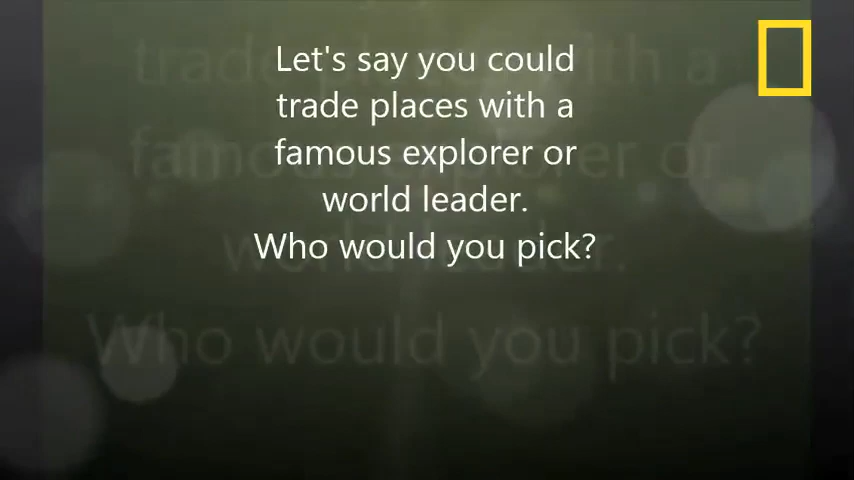 Let's say you could
trade places with a
famous explorer or
world leader.
Who would you pick?